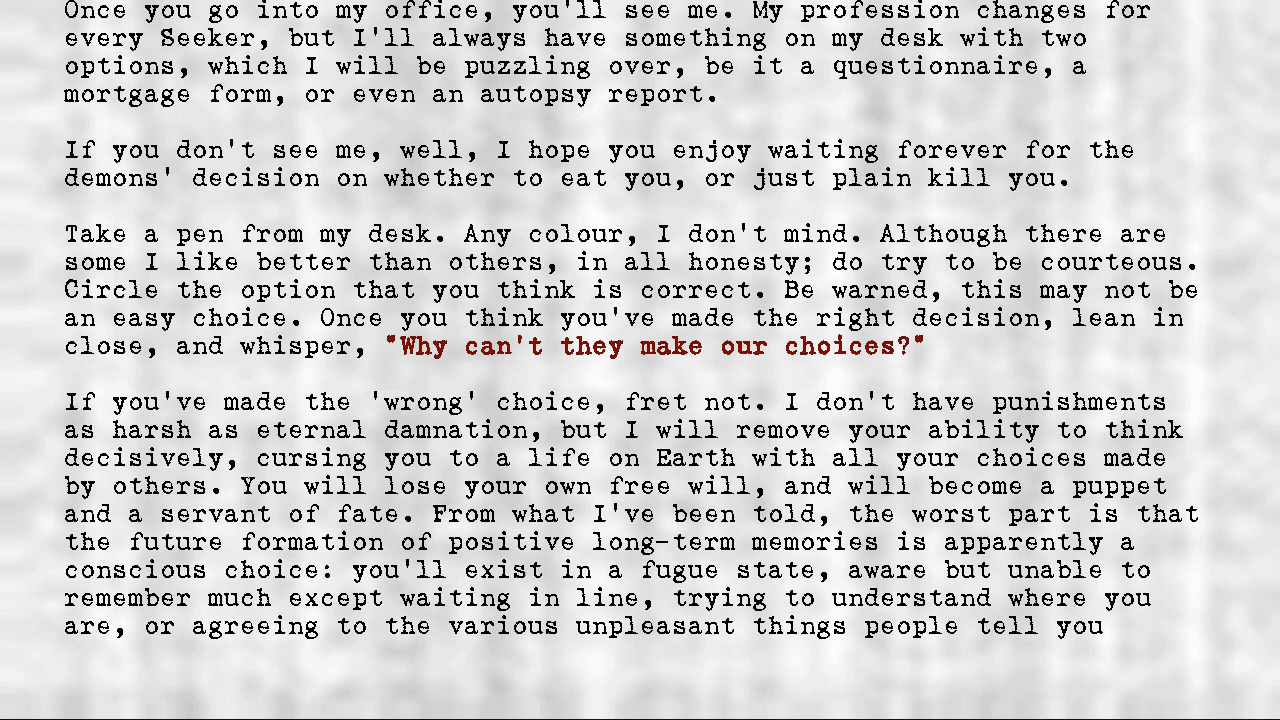 Once you go into my office, you'll see me. My profession changes for
every Seeker, but I'll always have something on my desk with two
options, which I will be puzzling over, be it a questionnaire, a
mortgage form, or even an autopsy report.
If you don't see me, well, I hope you enjoy waiting forever for the
demons' decision on whether to eat you, or just plain kill you.
Take a pen from my desk. Any colour, I don't mind. Although there are
some I like better than others, in all honesty; do try to be courteous.
Circle the option that you think is correct. Be warned, this may not be
an easy choice. Once you think you've made the right decision, lean in
close, and whisper, "Why can't they make our choices?"
If you've made the 'wrong' choice, fret not. I don't have punishments
as harsh as eternal damnation, but I will remove your ability to think
decisively, cursing you to a life on Earth with all your choices made
by others. You will lose your own free will, and will become a puppet
and a servant of fate. From what I've been told, the worst part is that
the future formation of positive long-term memories is apparently a
conscious choice: you'll exist in a fugue state, aware but unable to
remember much except waiting in line, trying to understand where you
are, or agreeing to the various unpleasant things people tell you